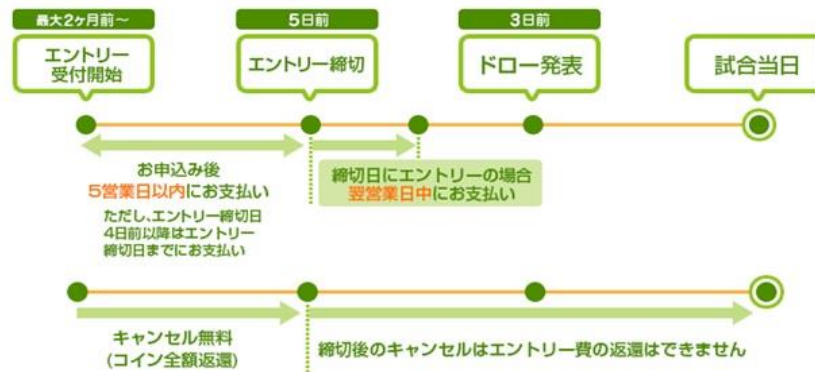 最大2ヶ月前～
5日前
3日前
エントリー
受付開始
エントリー締切
ドロー発表
試合当日
お申込み後
5営業日以内にお支払い
ただし、エントリー締切日
4日前以降はエントリー
締切日までにお支払い
締切日にエントリーの場合
翌営業日中にお支払い
キャンセル無料
(コイン全額返還)
締切後のキャンセルはエントリー費の返還はできません